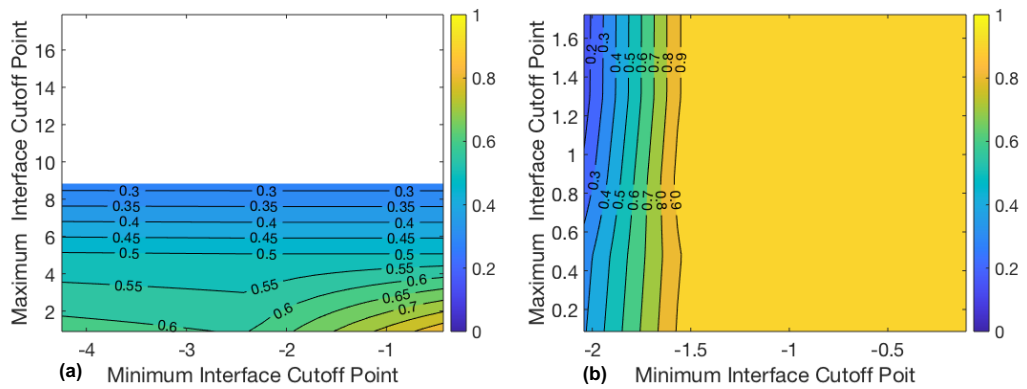 Maximum Interface Cutoff Point
16
14
12
10
8
6
4
2
0.3 0.3 0.3
0.35 0.35 0.35
0.4 0.4 0.4
0.45 0.45 0.45
0.5 0.5 0.5
0.55 0.55 0.55
0.6 0.6 0.6
0.65
0.7
-4 -3 -2 -1
(a) Minimum Interface Cutoff Point
1
0.8
0.6
0.4
0.2
0
Maximum Interface Cutoff Point
1.6
1.4
1.2
1
0.8
0.6
0.4
0.2
0.2 0.3 0.4 0.5 0.6 0.7 0.8 0.9
0.3 0.4 0.5 0.6 0.7 0.8 0.9
-2 -1.5 -1 -0.5
(b) Minimum Interface Cutoff Poit
1
0.8
0.6
0.4
0.2
0